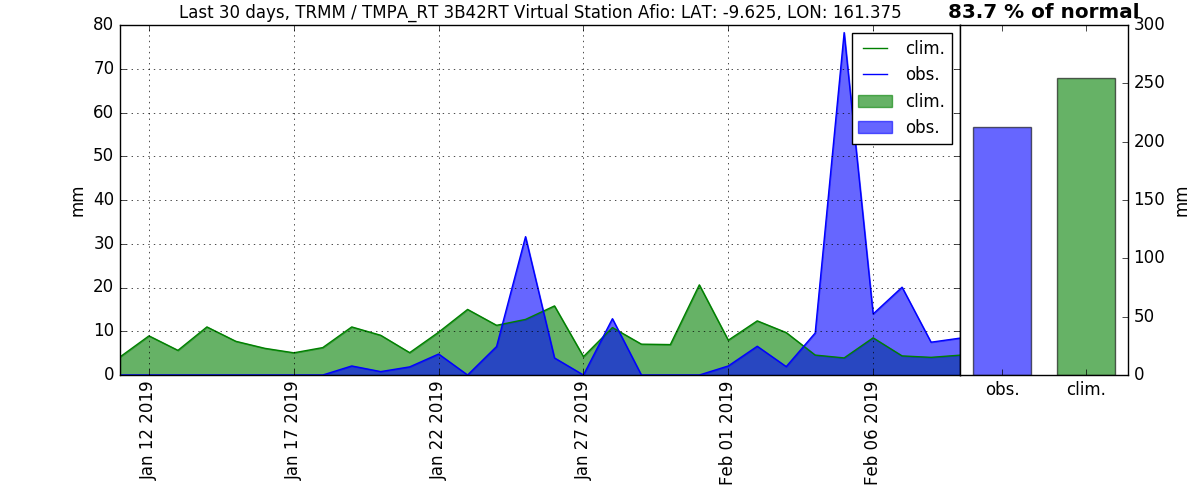 Last 30 days, TRMM / TMPA_RT 3B42RT Virtual Station Afio: LAT: -9.625, LON: 161.375
83.7 % of normal
80
70
60
50
40
30
20
10
0
mm
clim.
obs.
clim.
obs.
Jan 12 2019
Jan 17 2019
Jan 22 2019
Jan 27 2019
Feb 01 2019
Feb 06 2019
300
250
200
150
100
50
0
mm
obs.
clim.